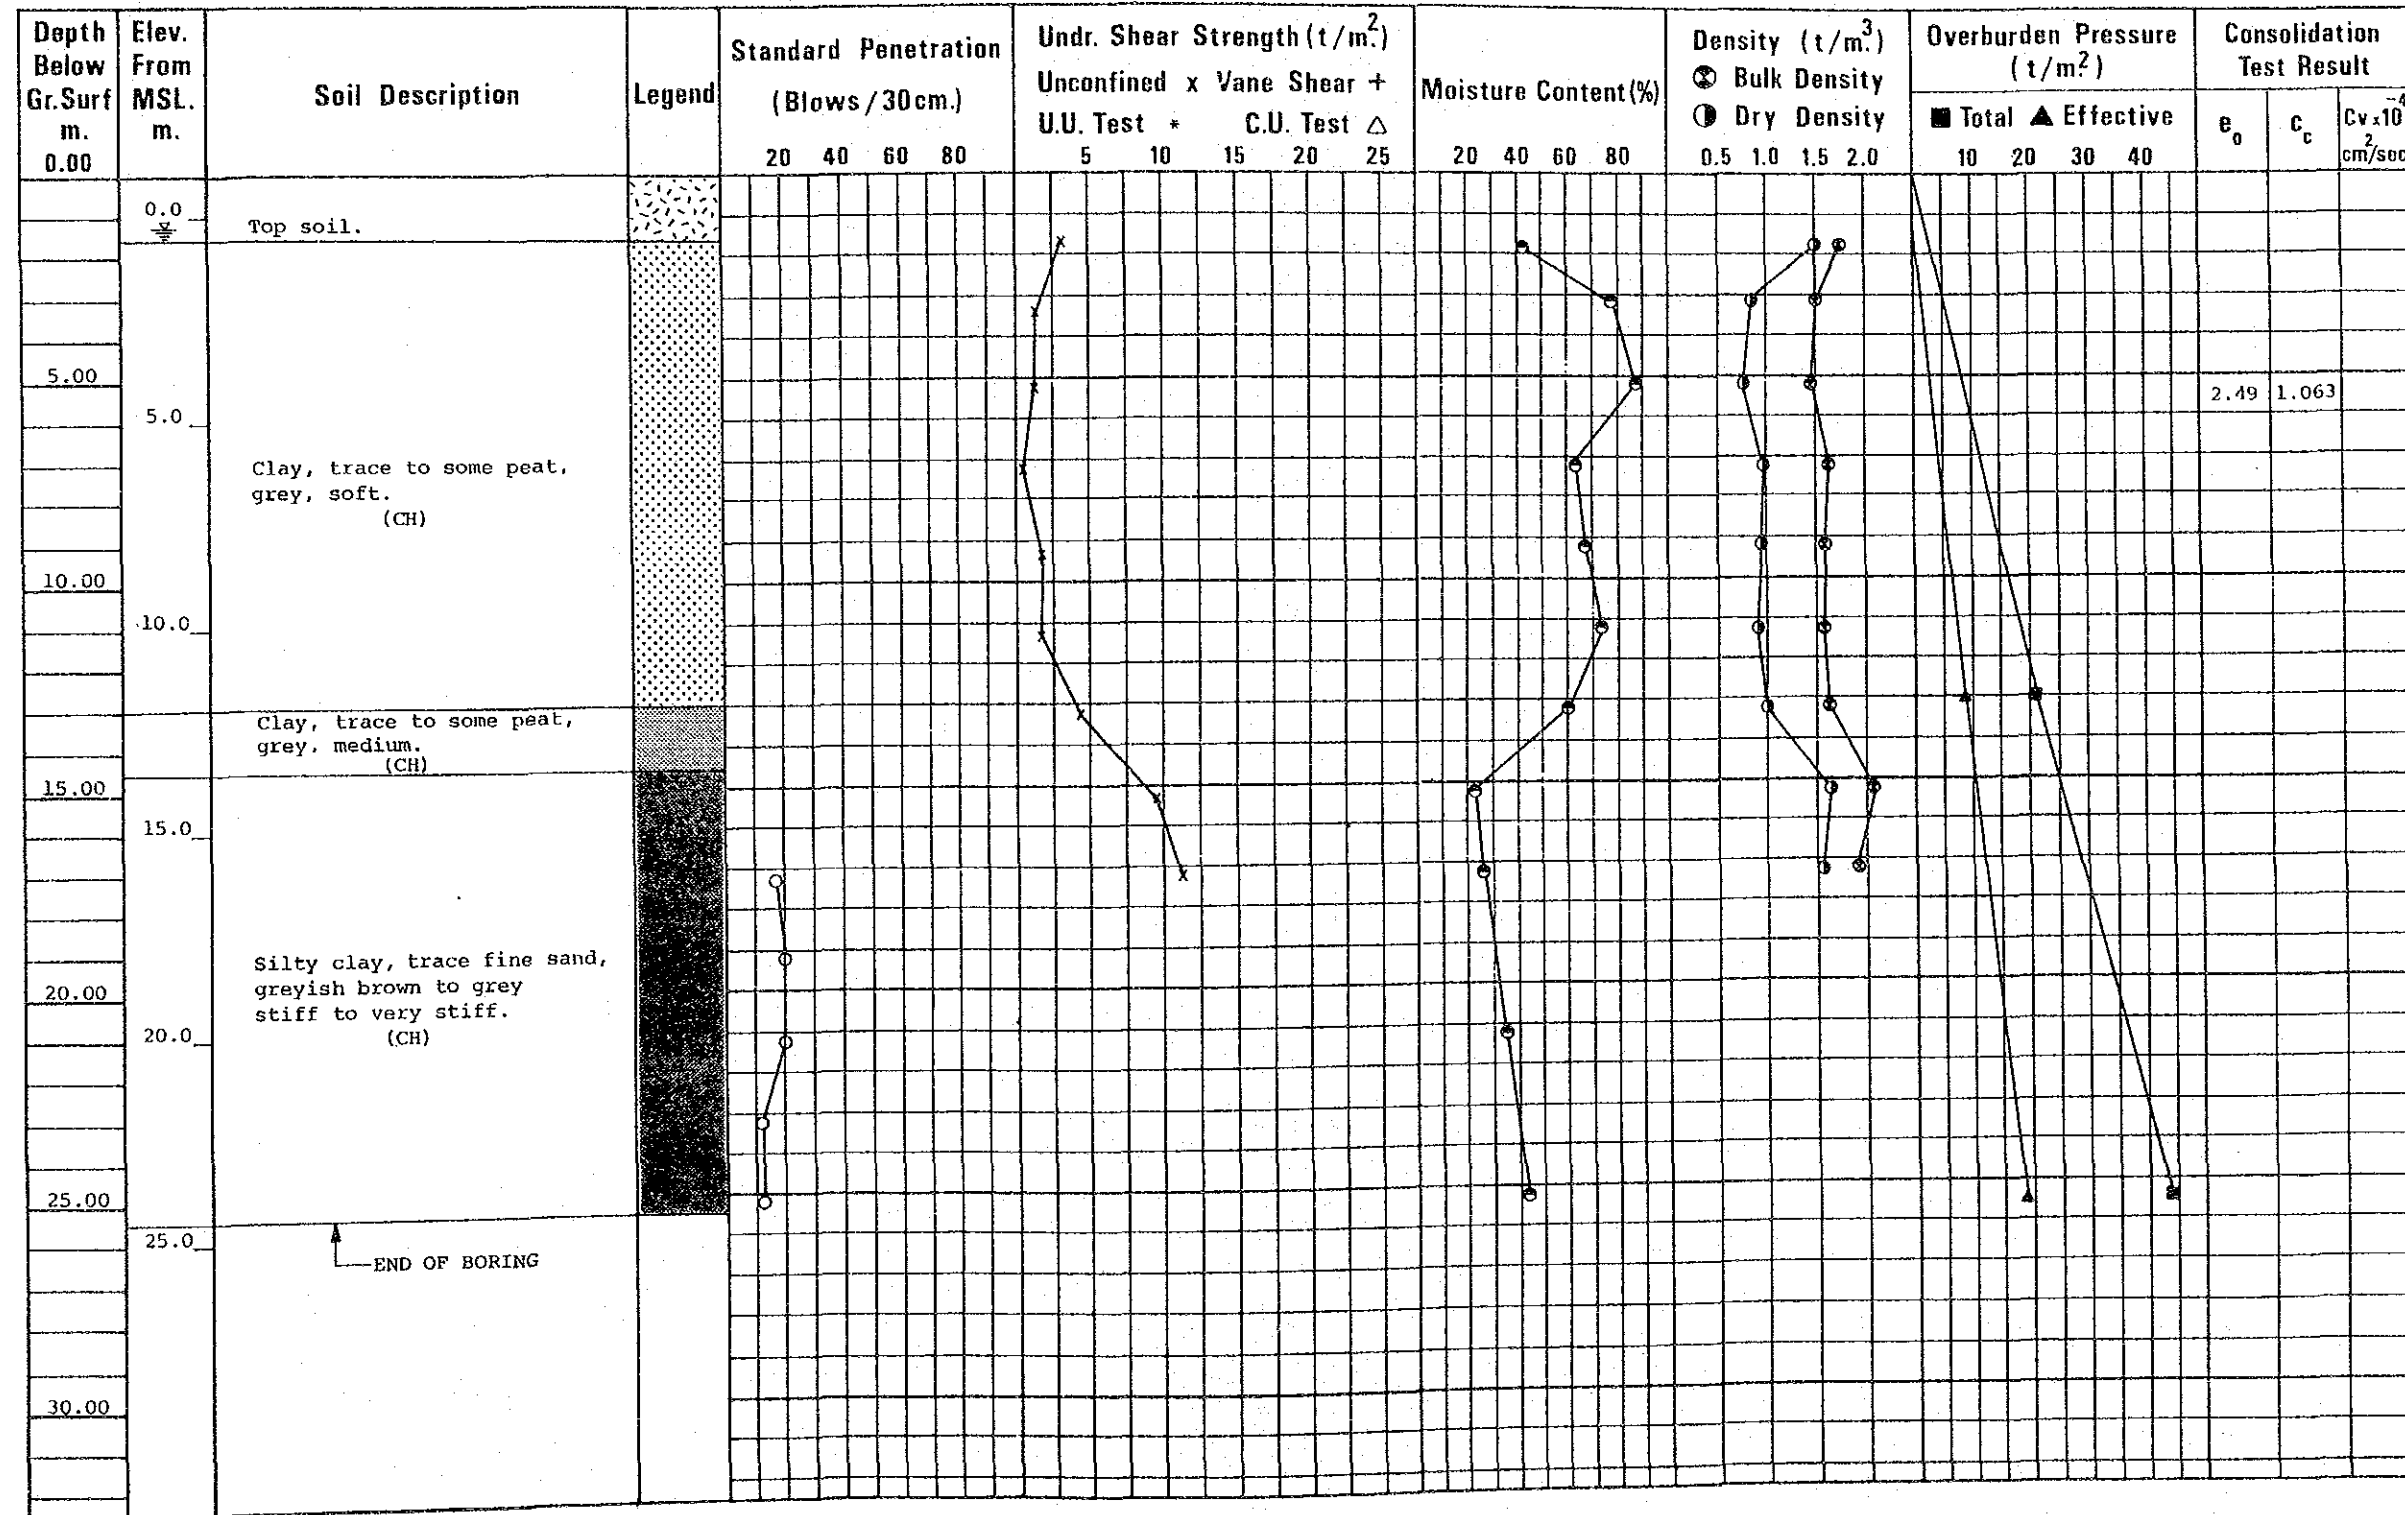 Depth
Below
Gr.Surf
m.
0.00
Elev.
From
MSL.
m.
Soil Description
Legend
Standard Penetration
(Blows/30cm.)
20 40 60 80
Undr. Shear Strength (t/m.²)
Unconfined x Vane Shear +
U.U. Test * C.U. Test △
5 10 15 20 25
Moisture Content (%)
20 40 60 80
Density (t/m.³)
⊗ Bulk Density
◑ Dry Density
0.5 1.0 1.5 2.0
Overburden Pressure
(t/m.²)
■ Total ▲ Effective
10 20 30 40
Consolidation
Test Result
e₀
c_c
Cv x10⁻⁴
cm²/sec
0.0
Top soil.
5.00
5.0
2.49 1.063
Clay, trace to some peat,
grey, soft.
(CH)
10.00
10.0
Clay, trace to some peat,
grey, medium.
(CH)
15.00
15.0
Silty clay, trace fine sand,
greyish brown to grey
stiff to very stiff.
(CH)
20.00
20.0
25.00
25.0
END OF BORING
30.00